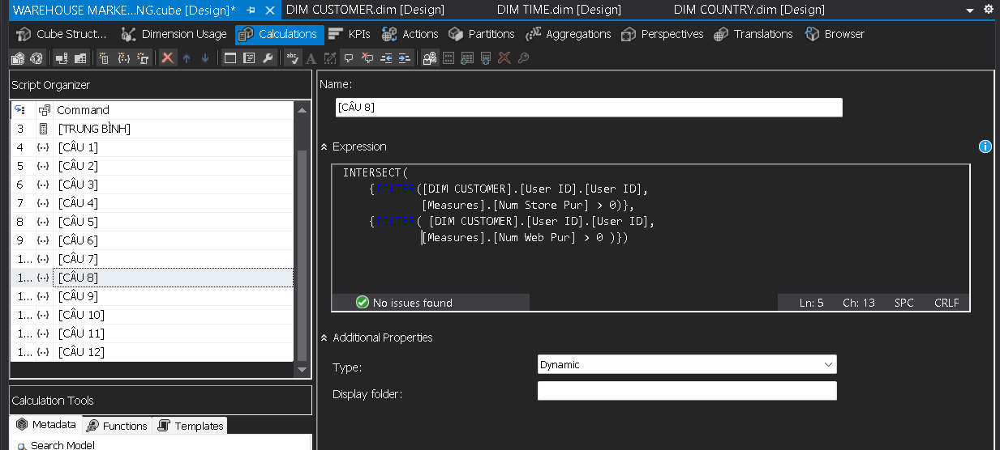 WAREHOUSE MARKE...NG.cube [Design]*
DIM CUSTOMER.dim [Design]
DIM TIME.dim [Design]
DIM COUNTRY.dim [Design]
Cube Struct...
Dimension Usage
Calculations
KPIs
Actions
Partitions
Aggregations
Perspectives
Translations
Browser
Script Organizer
Command
3 [TRUNG BÌNH]
4 [CÂU 1]
5 [CÂU 2]
6 [CÂU 3]
7 [CÂU 4]
8 [CÂU 5]
9 [CÂU 6]
1... [CÂU 7]
1... [CÂU 8]
1... [CÂU 9]
1... [CÂU 10]
1... [CÂU 11]
1... [CÂU 12]
Calculation Tools
Metadata
Functions
Templates
Search Model
Name:
[CÂU 8]
Expression
INTERSECT(
{FILTER([DIM CUSTOMER].[User ID].[User ID],
[Measures].[Num Store Pur] > 0)},
{FILTER( [DIM CUSTOMER].[User ID].[User ID],
[Measures].[Num Web Pur] > 0 )})
No issues found
Ln: 5 Ch: 13 SPC CRLF
Additional Properties
Type:
Dynamic
Display folder: